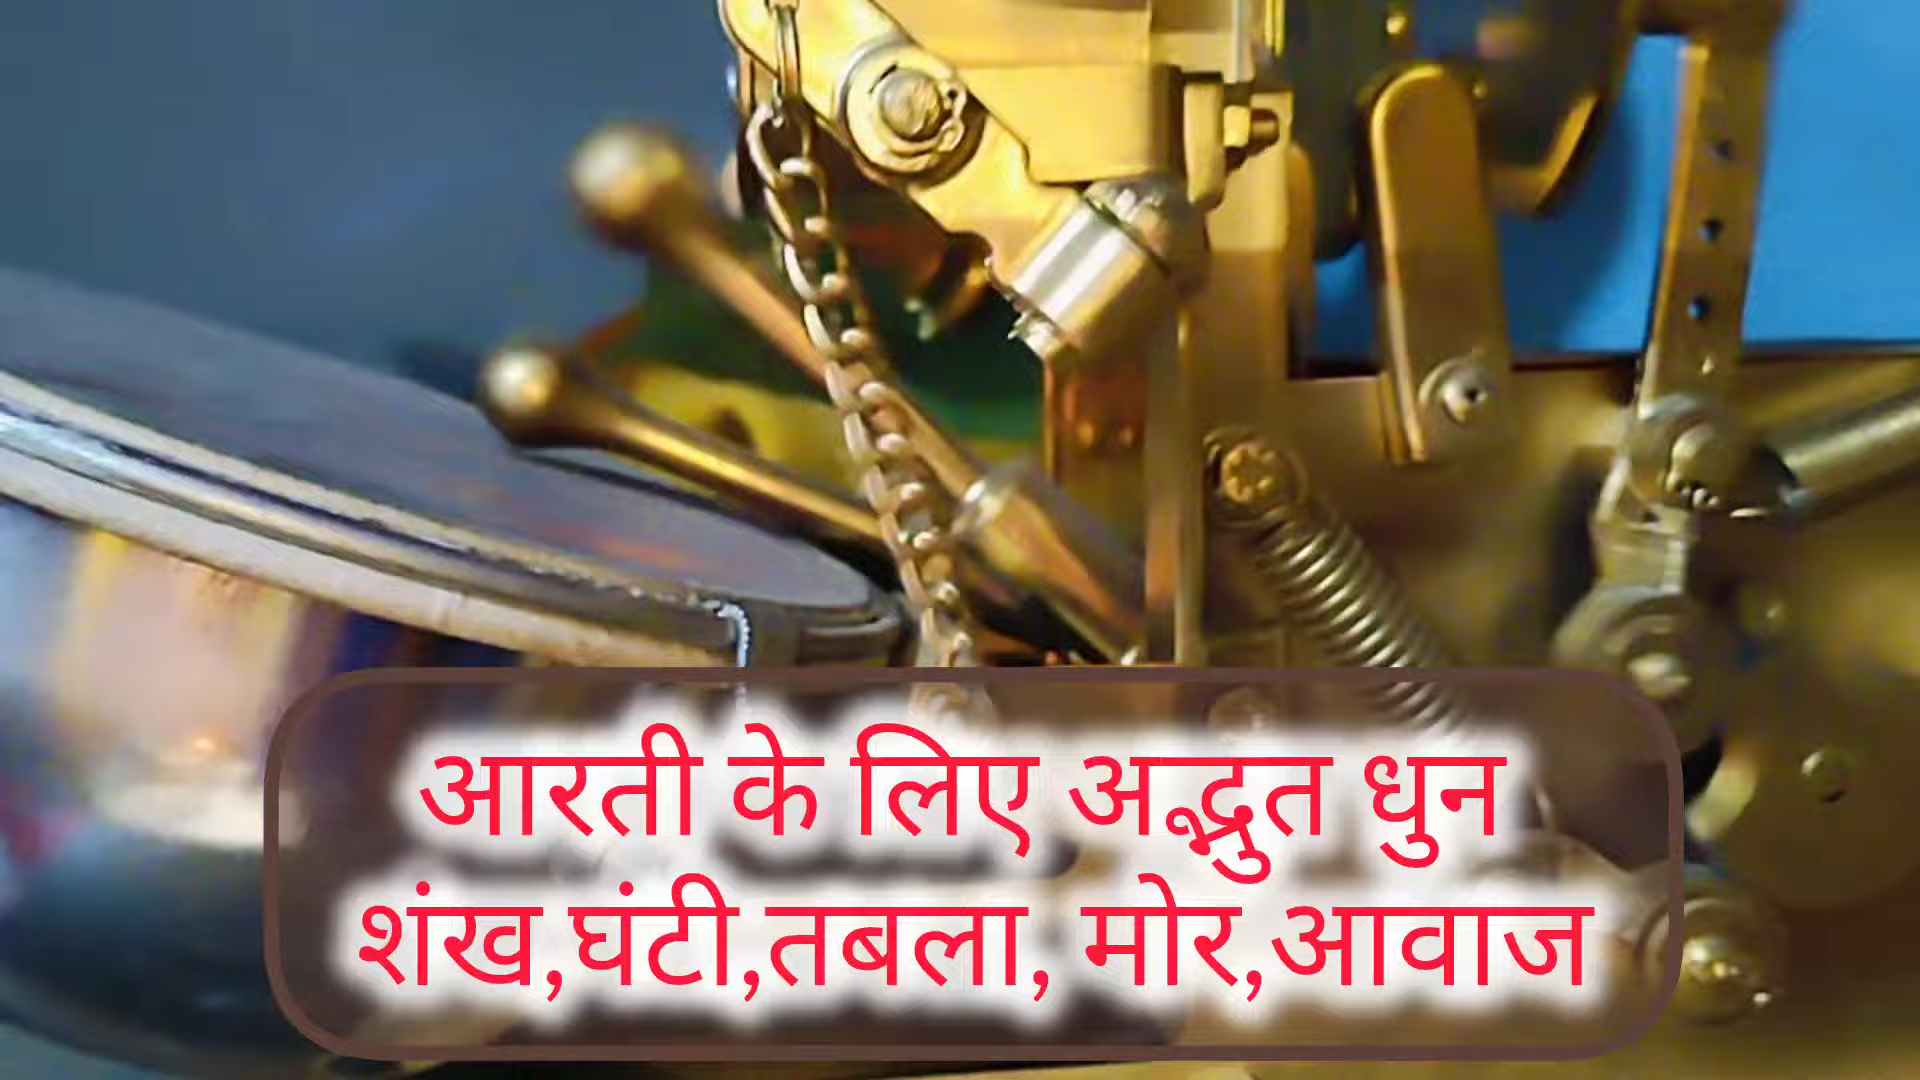 आरती के लिए अद्भुत धुन
शंख,घंटी,तबला, मोर,आवाज